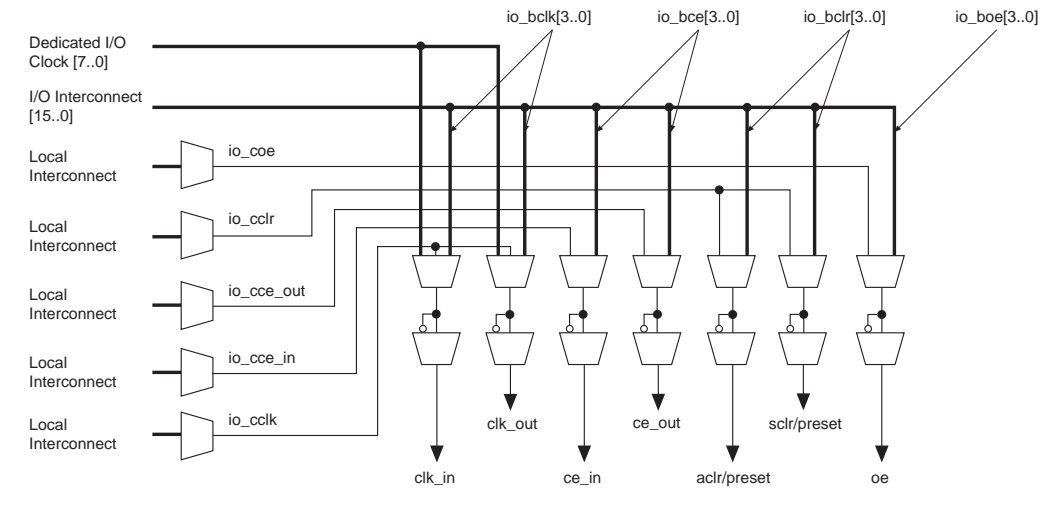 io_bclk[3..0]
io_bce[3..0]
io_bclr[3..0]
io_boe[3..0]
Dedicated I/O
Clock [7..0]
I/O Interconnect
[15..0]
Local
Interconnect
io_coe
Local
Interconnect
io_cclr
Local
Interconnect
io_cce_out
Local
Interconnect
io_cce_in
Local
Interconnect
io_cclk
clk_out
ce_out
sclr/preset
clk_in
ce_in
aclr/preset
oe